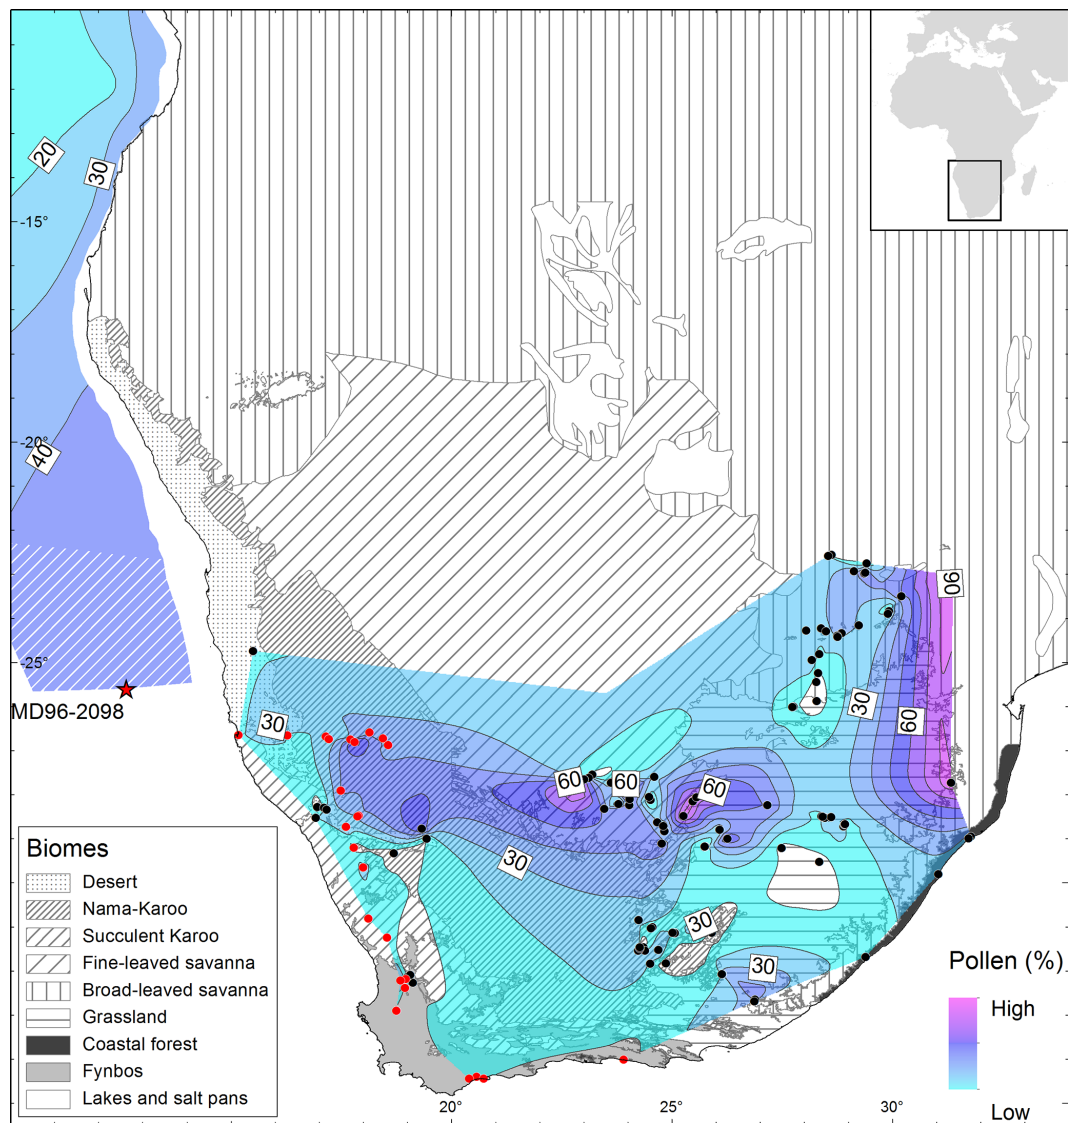 20
30
-15°
-20°
40
-25°
MD96-2098
30
60
60
60
30
30
60
90
30
30
Biomes
Desert
Nama-Karoo
Succulent Karoo
Fine-leaved savanna
Broad-leaved savanna
Grassland
Coastal forest
Fynbos
Lakes and salt pans
Pollen (%)
High
Low
20°
25°
30°